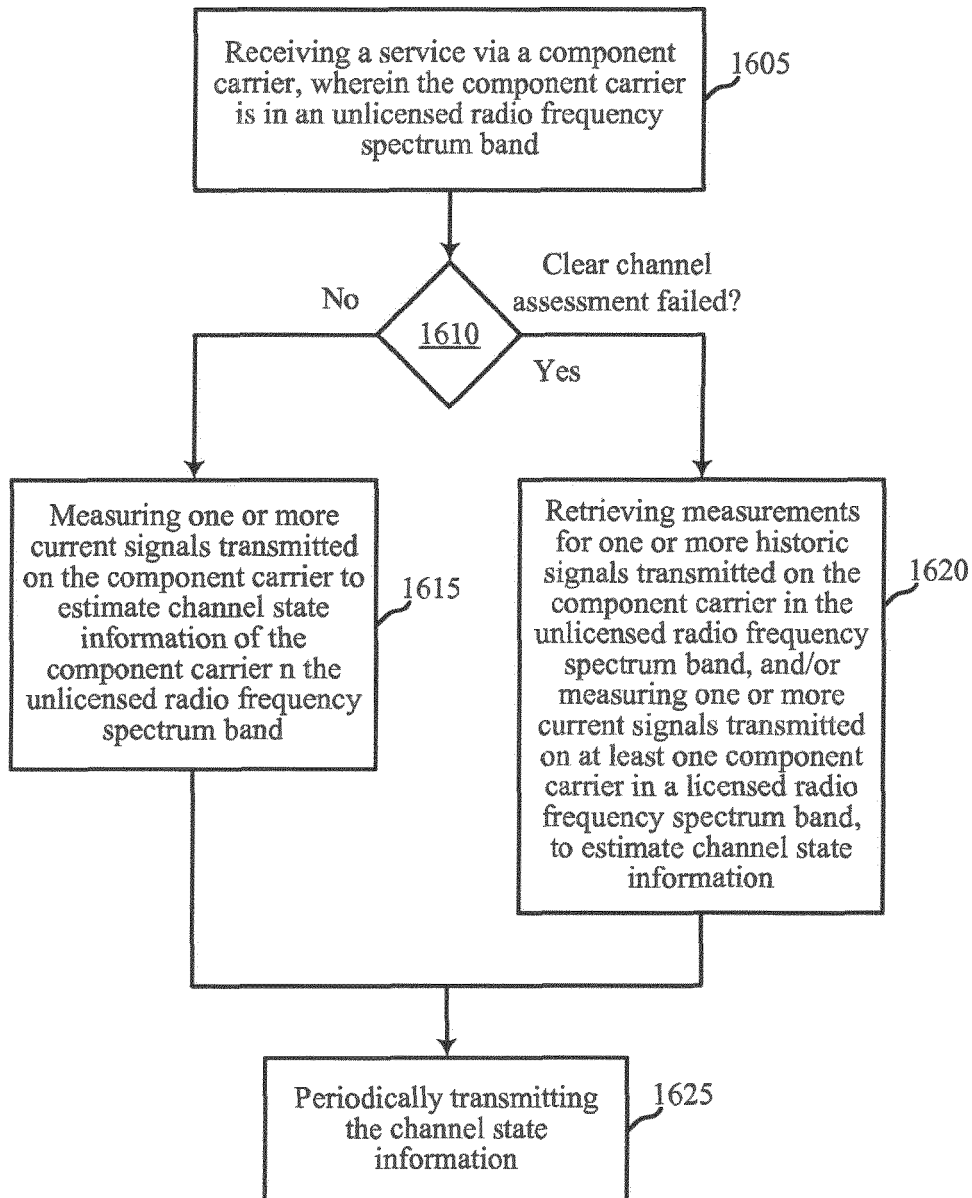 Receiving a service via a component
carrier, wherein the component carrier
is in an unlicensed radio frequency
spectrum band
1605
Clear channel
assessment failed?
No
1610
Yes
Measuring one or more
current signals transmitted
on the component carrier to
estimate channel state
information of the
component carrier n the
unlicensed radio frequency
spectrum band
1615
Retrieving measurements
for one or more historic
signals transmitted on the
component carrier in the
unlicensed radio frequency
spectrum band, and/or
measuring one or more
current signals transmitted
on at least one component
carrier in a licensed radio
frequency spectrum band,
to estimate channel state
information
1620
Periodically transmitting
the channel state
information
1625